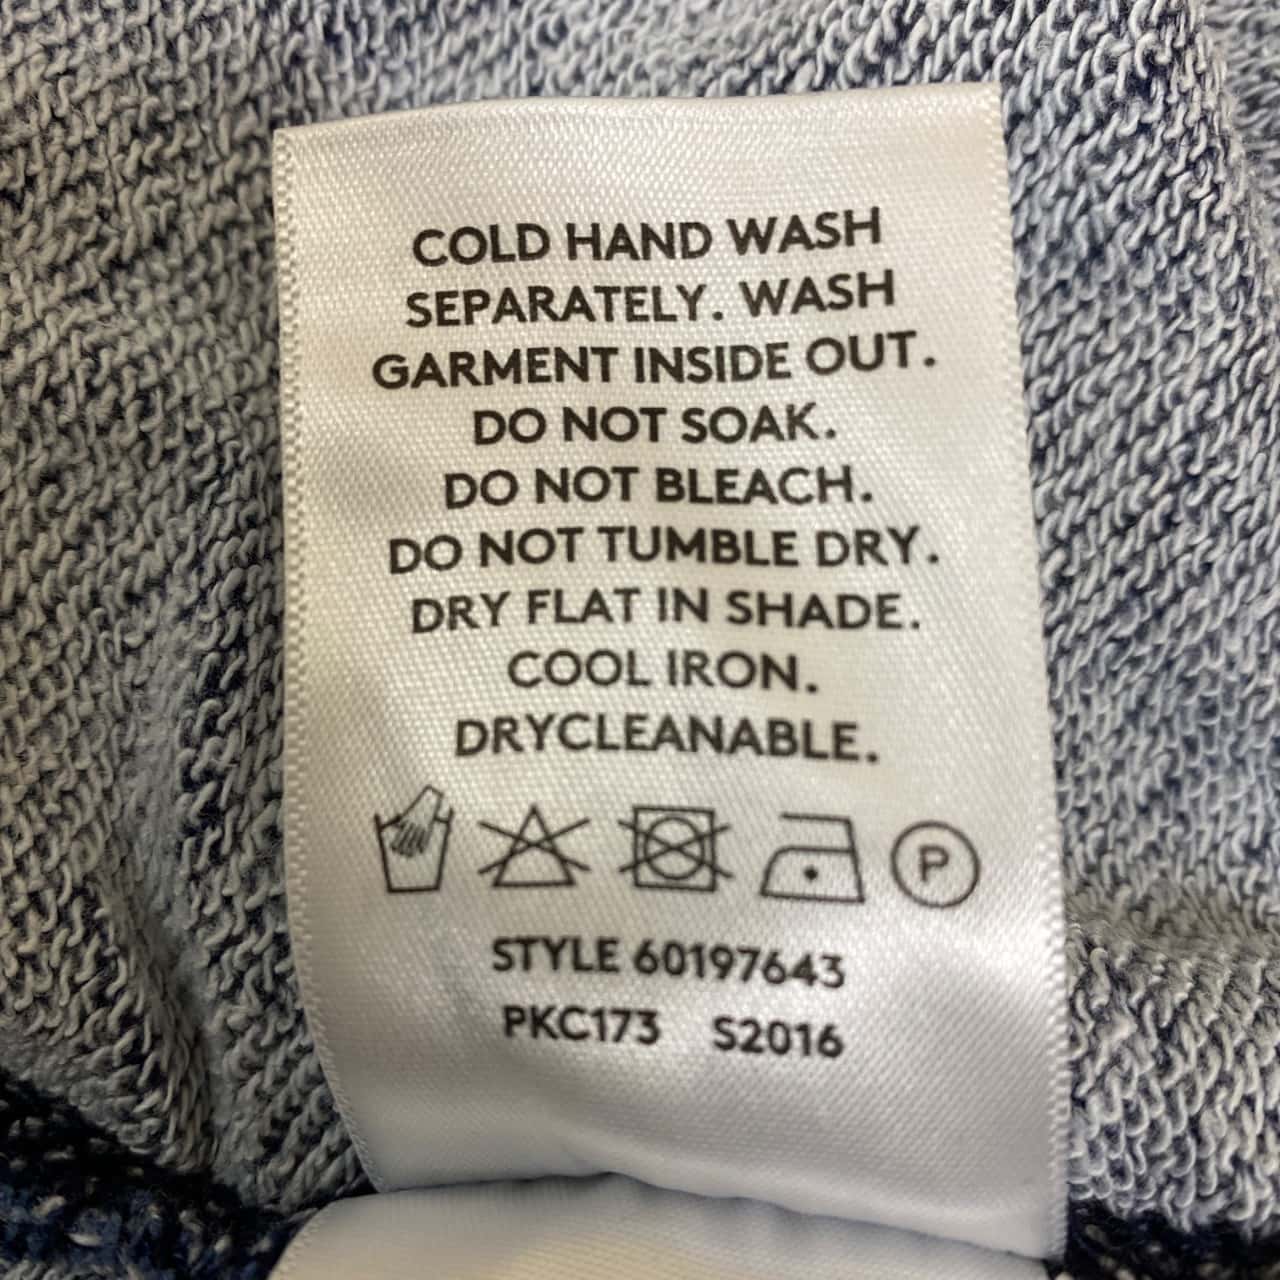 COLD HAND WASH
SEPARATELY. WASH
GARMENT INSIDE OUT.
DO NOT SOAK.
DO NOT BLEACH.
DO NOT TUMBLE DRY.
DRY FLAT IN SHADE.
COOL IRON.
DRYCLEANABLE.
P
STYLE 60197643
PKC173 S2016